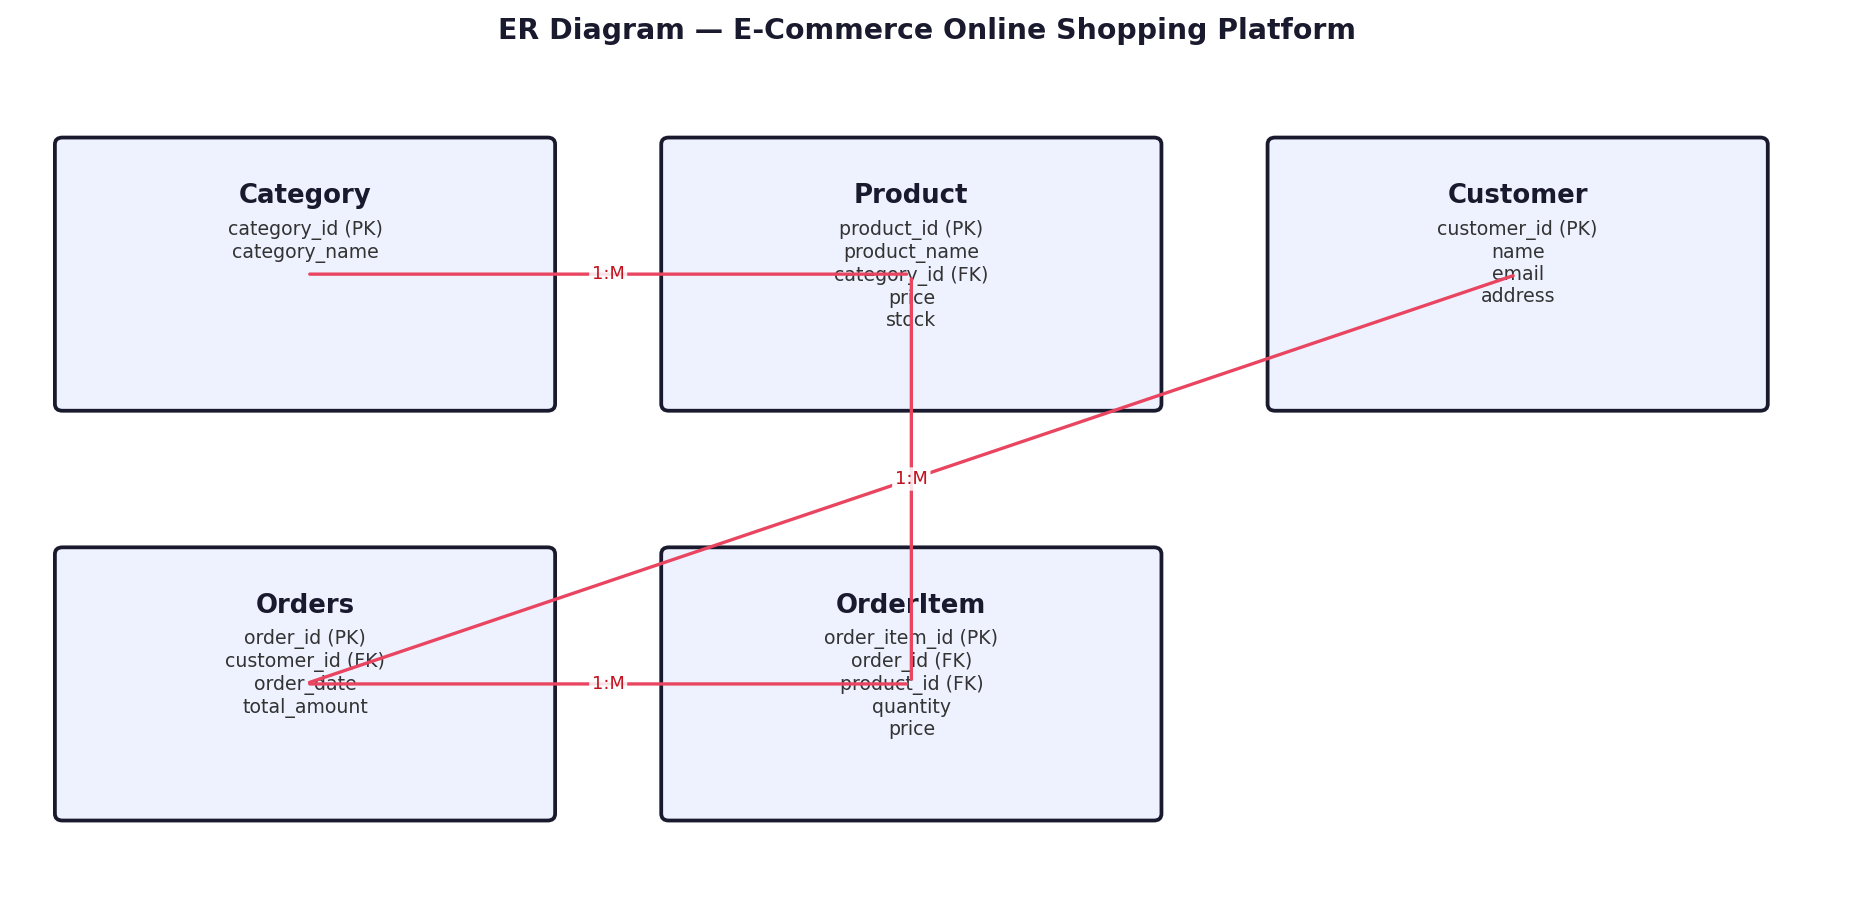 ER Diagram — E-Commerce Online Shopping Platform
Category
category_id (PK)
category_name
1:M
Product
product_id (PK)
product_name
category_id (FK)
price
stock
Customer
customer_id (PK)
name
email
address
1:M
Orders
order_id (PK)
customer_id (FK)
order_date
total_amount
1:M
OrderItem
order_item_id (PK)
order_id (FK)
product_id (FK)
quantity
price